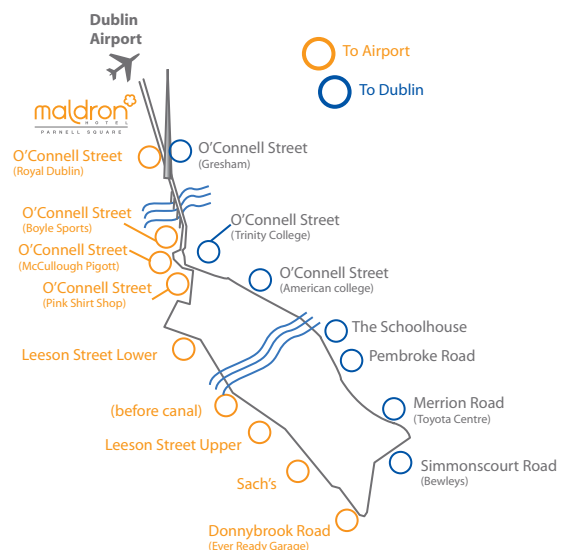 Dublin
Airport
To Airport
To Dublin
maldron
HOTEL
PARNELL SQUARE
O'Connell Street
(Royal Dublin)
O'Connell Street
(Gresham)
O'Connell Street
(Boyle Sports)
O'Connell Street
(Trinity College)
O'Connell Street
(McCullough Pigott)
O'Connell Street
(Pink Shirt Shop)
O'Connell Street
(American college)
The Schoolhouse
Leeson Street Lower
Pembroke Road
(before canal)
Merrion Road
(Toyota Centre)
Leeson Street Upper
Simmonscourt Road
(Bewleys)
Sach's
Donnybrook Road
(Ever Ready Garage)